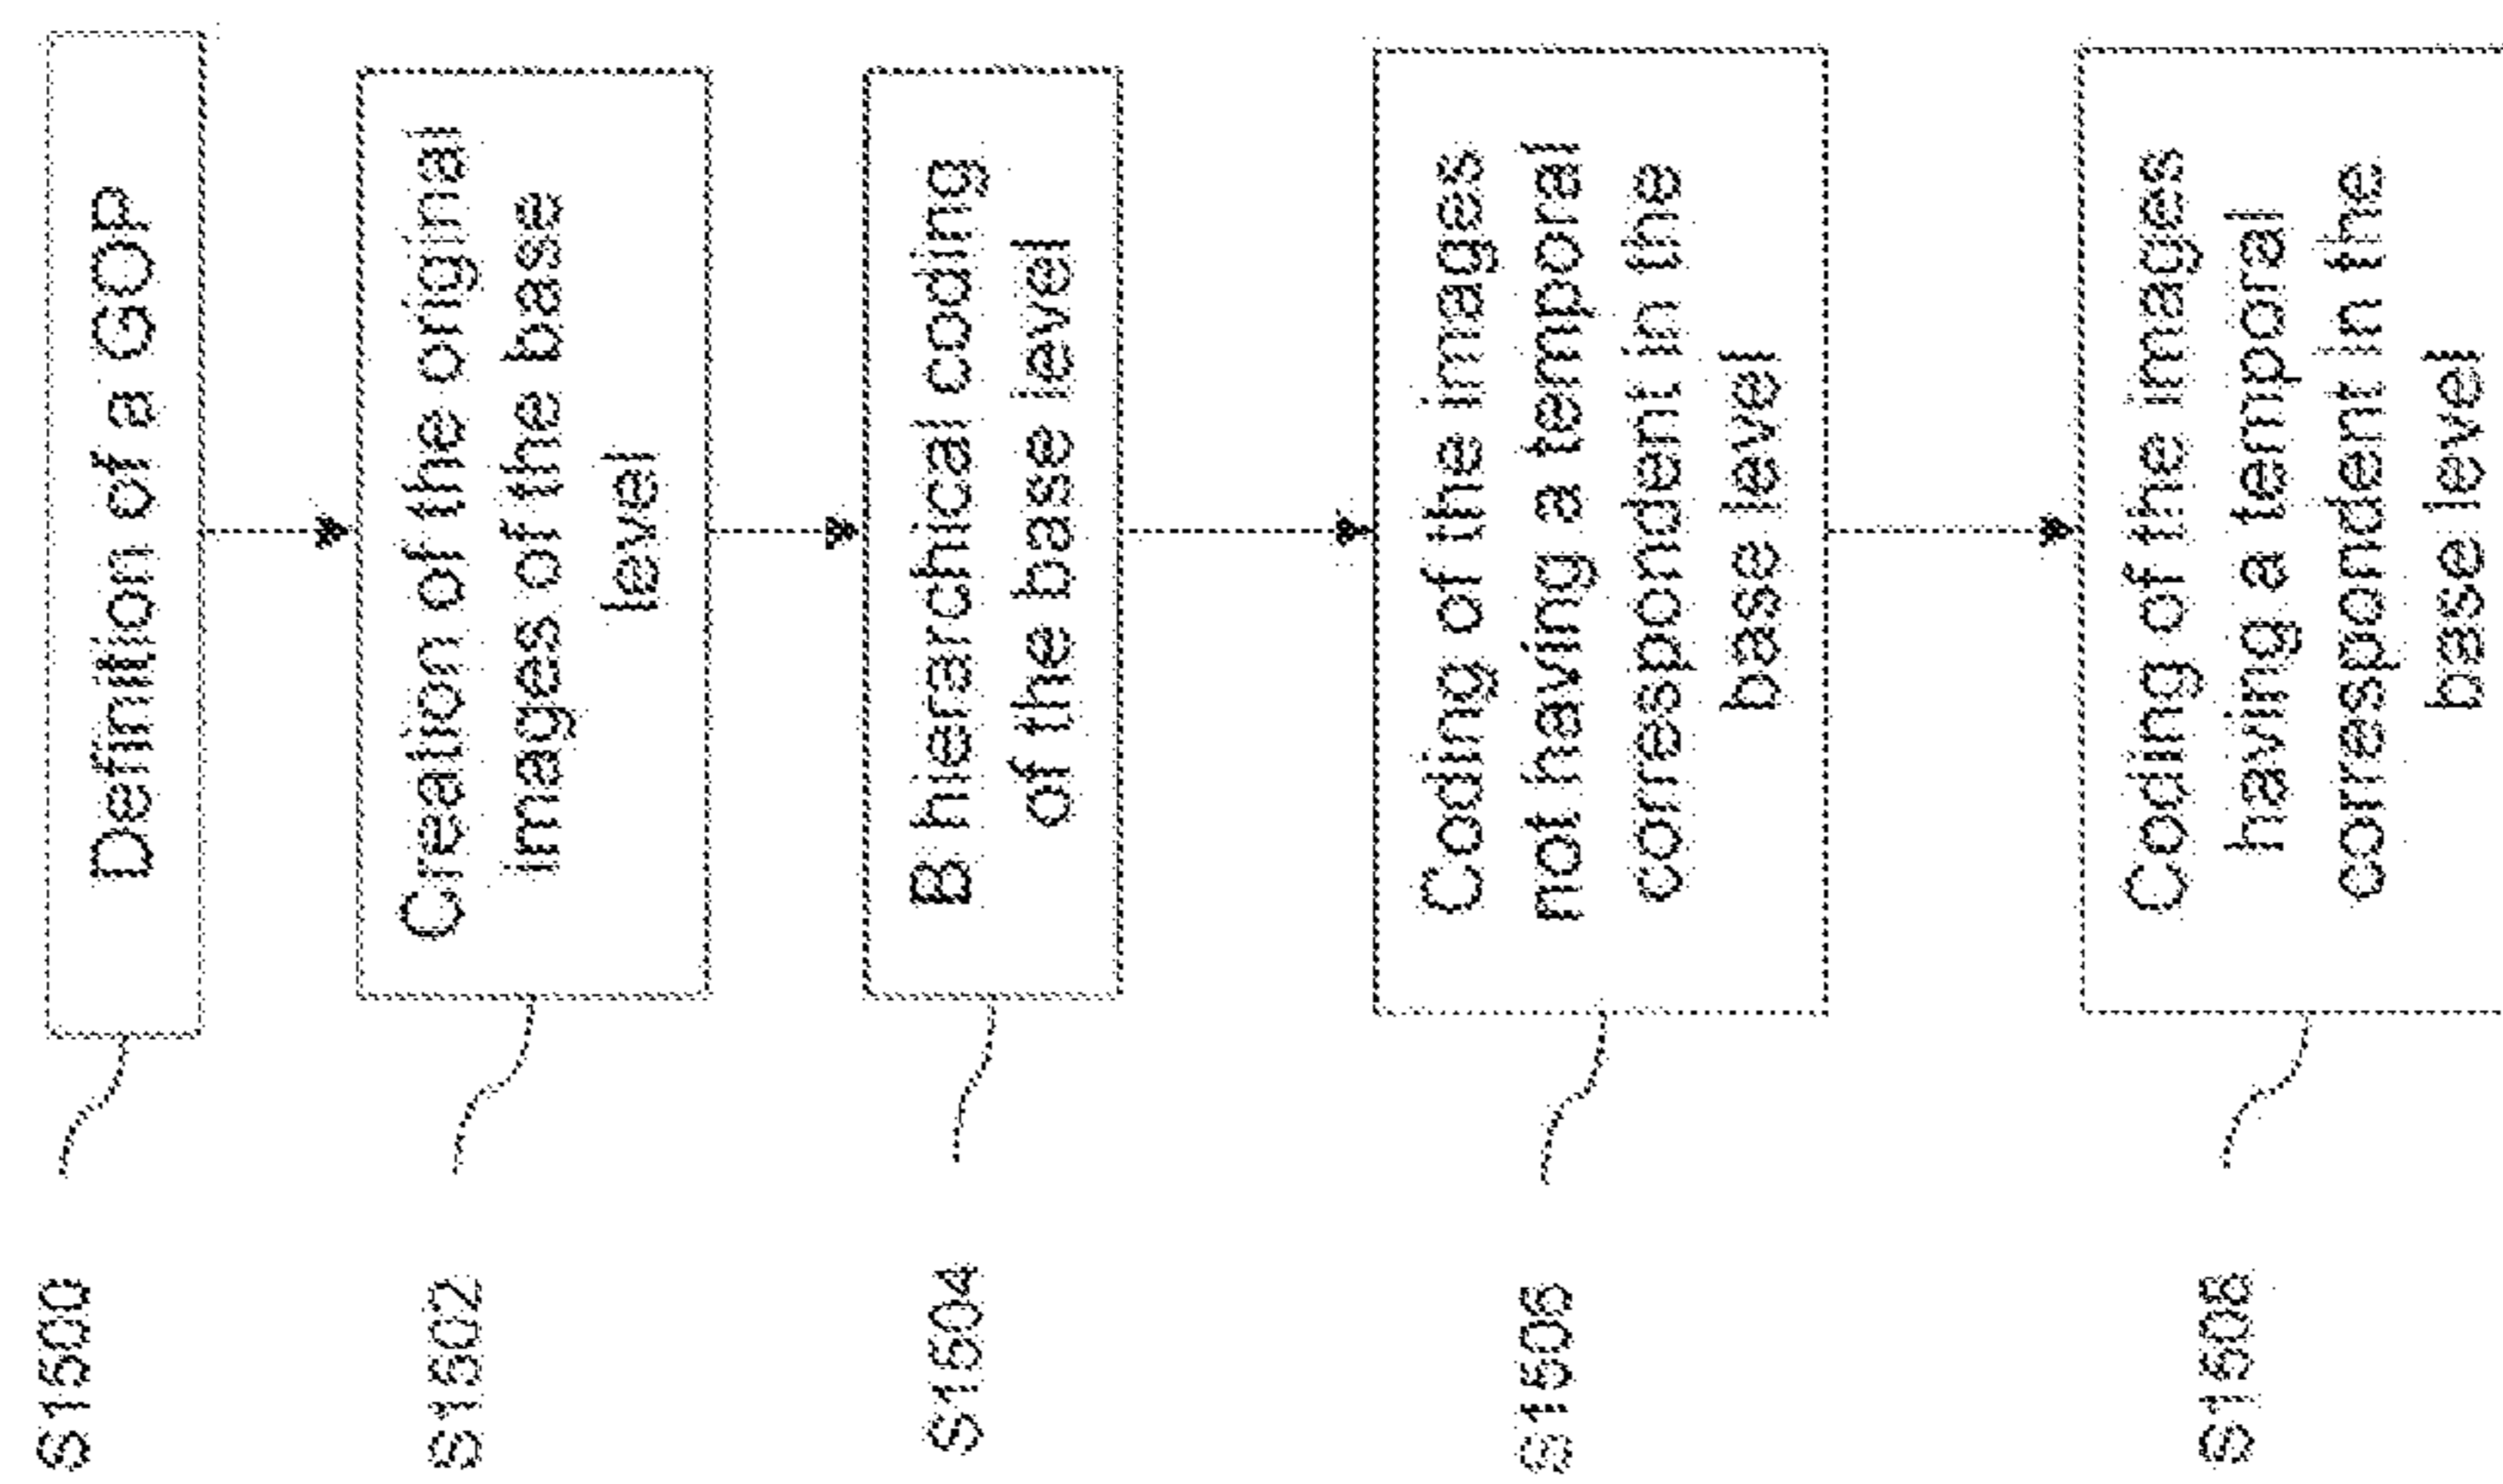 S1500
Definition of a GOP
S1502
Creation of the original
images of the base
level
S1504
B hierarchical coding
of the base level
S1506
Coding of the images
not having a temporal
correspondent in the
base level
S1508
Coding of the images
having a temporal
correspondent in the
base level